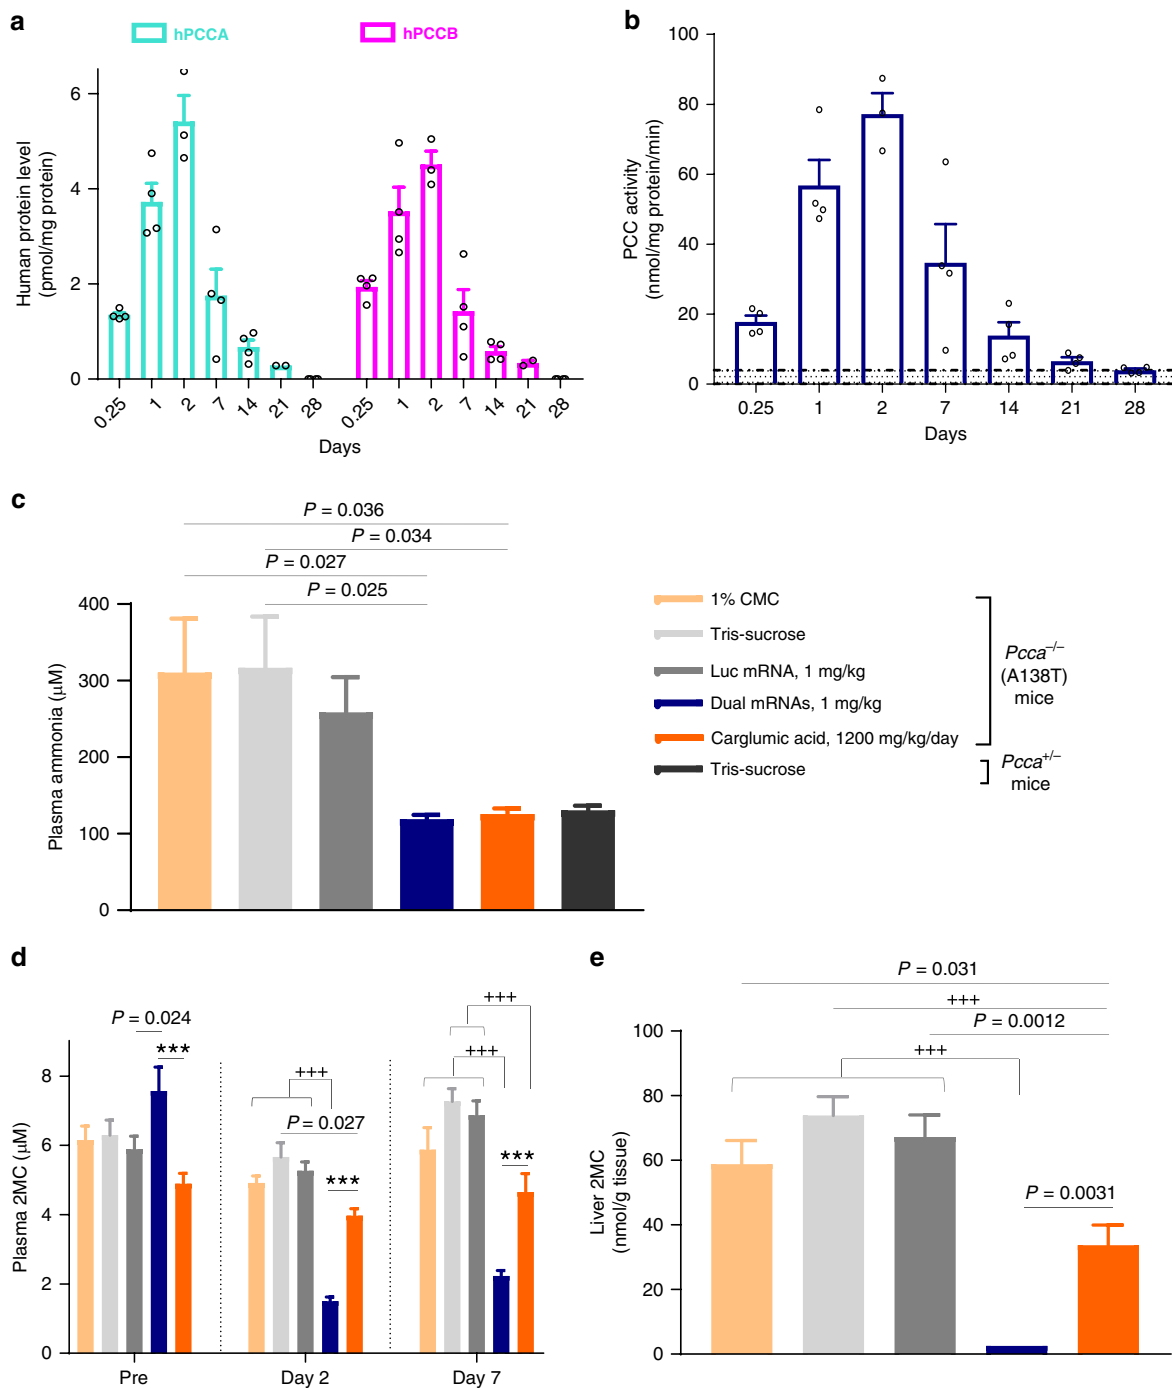 a
hPCCA
hPCCB
Human protein level
(pmol/mg protein)
6
4
2
0
0.25
1
2
7
14
21
28
0.25
1
2
7
14
21
28
Days
b
PCC activity
(nmol/mg protein/min)
100
80
60
40
20
0
0.25
1
2
7
14
21
28
Days
c
P = 0.036
P = 0.034
P = 0.027
P = 0.025
Plasma ammonia (μM)
400
300
200
100
0
1% CMC
Tris-sucrose
Luc mRNA, 1 mg/kg
Dual mRNAs, 1 mg/kg
Carglumic acid, 1200 mg/kg/day
Tris-sucrose
Pcca–/–
(A138T)
mice
Pcca+/–
mice
d
Plasma 2MC (μM)
8
6
4
2
0
P = 0.024
***
+++
P = 0.027
***
+++
+++
***
Pre
Day 2
Day 7
e
Liver 2MC
(nmol/g tissue)
100
80
60
40
20
0
P = 0.031
+++
P = 0.0012
+++
P = 0.0031